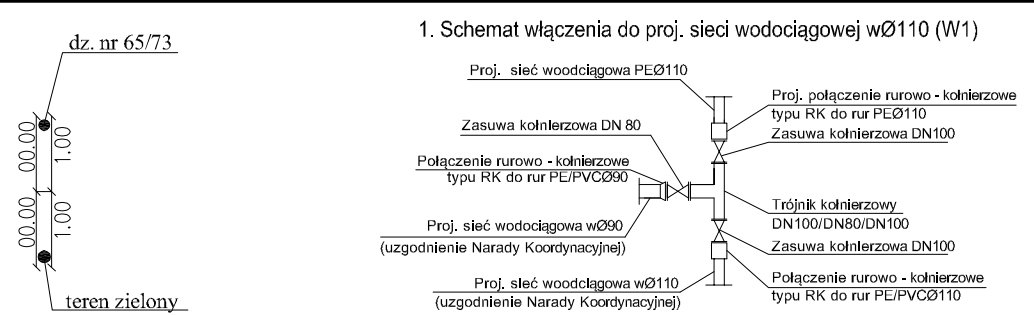 dz. nr 65/73
00.00
1.00
00.00
1.00
teren zielony
1. Schemat włączenia do proj. sieci wodociągowej wØ110 (W1)
Proj. sieć woodciągowa PEØ110
Zasuwa kołnierzowa DN 80
Połączenie rurowo - kołnierzowe
typu RK do rur PE/PVCØ90
Proj. sieć wodociągowa wØ90
(uzgodnienie Narady Koordynacyjnej)
Proj. sieć woodciągowa wØ110
(uzgodnienie Narady Koordynacyjnej)
Proj. połączenie rurowo - kołnierzowe
typu RK do rur PEØ110
Zasuwa kołnierzowa DN100
Trójnik kołnierzowy
DN100/DN80/DN100
Zasuwa kołnierzowa DN100
Połączenie rurowo - kołnierzowe
typu RK do rur PE/PVCØ110